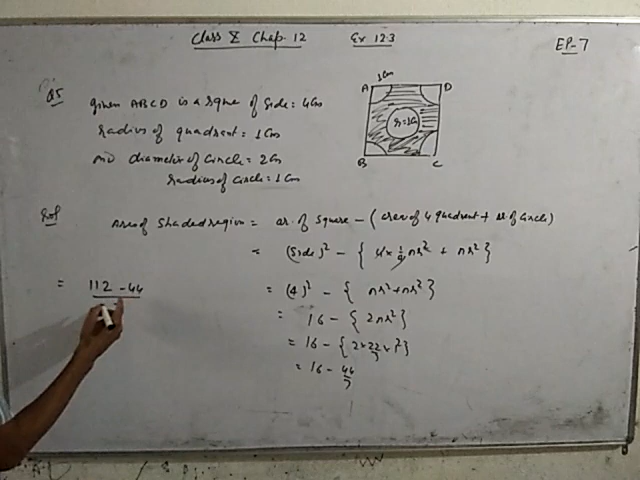 Class X Chap. 12 Ex 12.3 EP-7
Q5
given ABCD is a squre of Side = 4Cm
radius of quadrant = 1Cm
diameter of Circle = 2Cm
radius of Circle = 1Cm
1Cm
A D
r=1Cm
B C
Sol
Area of Shaded region = ar. of Square - (area of 4 quadrant + ar. of Circle)
= (Side)² - { 4 × 1/4 πr² + πr² }
= (4)² - { πr² + πr² }
= 16 - { 2πr² }
= 16 - { 2 × 22/7 × 1² }
= 16 - 44/7
= 112 - 44